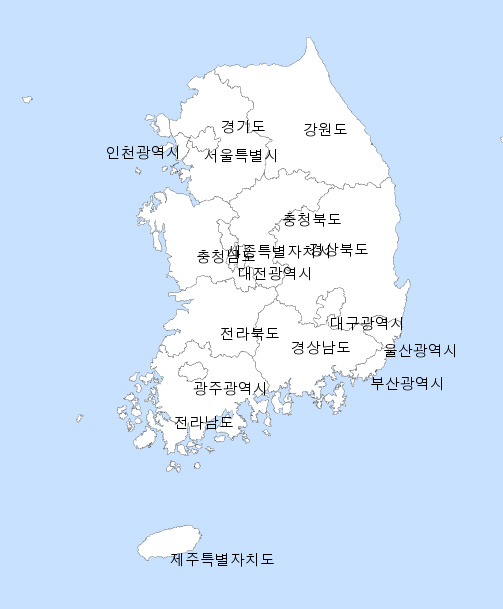 경기도
강원도
인천광역시
서울특별시
충청북도
세종특별자치시
경상북도
충청남도
대전광역시
대구광역시
전라북도
경상남도
울산광역시
부산광역시
광주광역시
전라남도
제주특별자치도